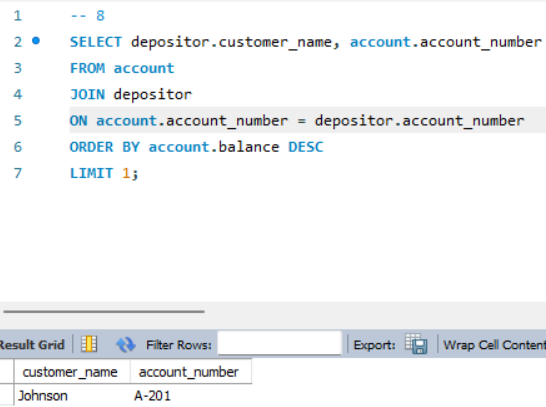 1 -- 8
2 SELECT depositor.customer_name, account.account_number
3 FROM account
4 JOIN depositor
5 ON account.account_number = depositor.account_number
6 ORDER BY account.balance DESC
7 LIMIT 1;
Result Grid Filter Rows: Export: Wrap Cell Content
customer_name account_number
Johnson A-201